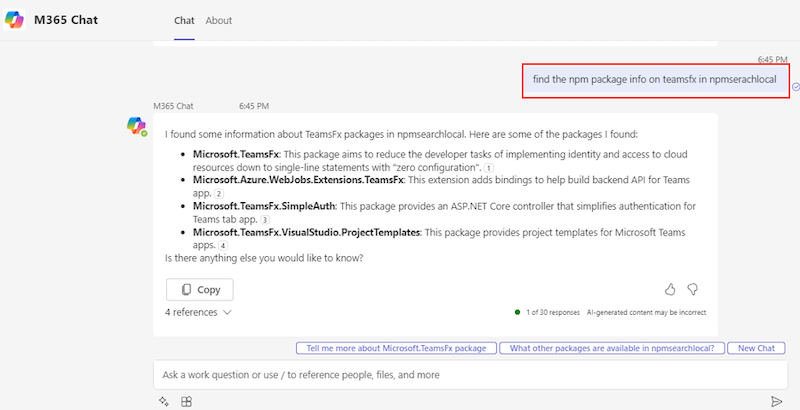 M365 Chat
Chat
About
6:45 PM
find the npm package info on teamsfx in npmserachlocal
M365 Chat
6:45 PM
I found some information about TeamsFx packages in npmsearchlocal. Here are some of the packages I found:
• Microsoft.TeamsFx: This package aims to reduce the developer tasks of implementing identity and access to cloud
resources down to single-line statements with "zero configuration". 1
• Microsoft.Azure.WebJobs.Extensions.TeamsFx: This extension adds bindings to help build backend API for Teams
app. 2
• Microsoft.TeamsFx.SimpleAuth: This package provides an ASP.NET Core controller that simplifies authentication for
Teams tab app. 3
• Microsoft.TeamsFx.VisualStudio.ProjectTemplates: This package provides project templates for Microsoft Teams
apps. 4
Is there anything else you would like to know?
Copy
4 references
1 of 30 responses
AI-generated content may be incorrect
Tell me more about Microsoft.TeamsFx package
What other packages are available in npmsearchlocal?
New Chat
Ask a work question or use / to reference people, files, and more